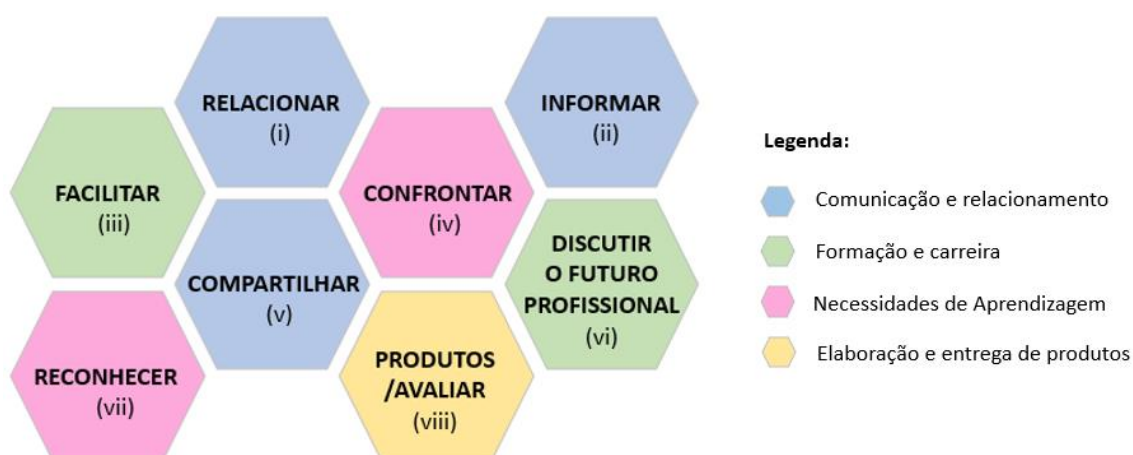 RELACIONAR
(i)
INFORMAR
(ii)
FACILITAR
(iii)
CONFRONTAR
(iv)
COMPARTILHAR
(v)
DISCUTIR
O FUTURO
PROFISSIONAL
(vi)
RECONHECER
(vii)
PRODUTOS
/AVALIAR
(viii)
Legenda:
Comunicação e relacionamento
Formação e carreira
Necessidades de Aprendizagem
Elaboração e entrega de produtos